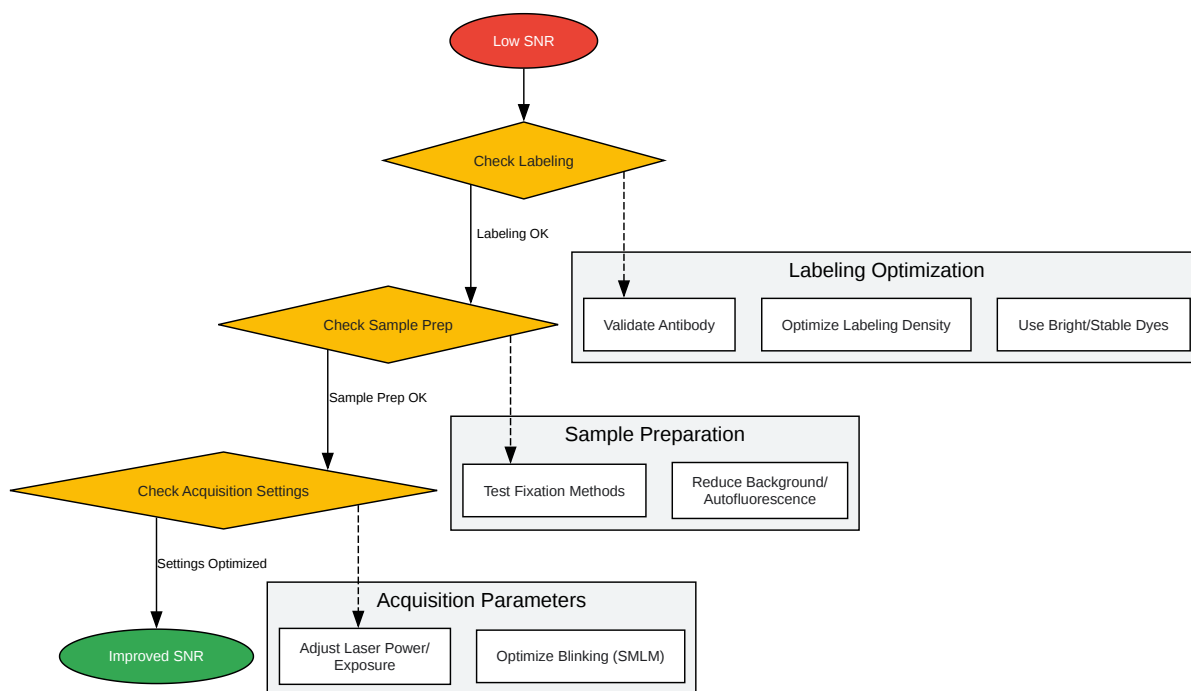 Low SNR
Check Labeling
Labeling OK
Labeling Optimization
Validate Antibody
Optimize Labeling Density
Use Bright/Stable Dyes
Check Sample Prep
Sample Prep OK
Sample Preparation
Test Fixation Methods
Reduce Background/
Autofluorescence
Check Acquisition Settings
Settings Optimized
Acquisition Parameters
Adjust Laser Power/
Exposure
Optimize Blinking (SMLM)
Improved SNR